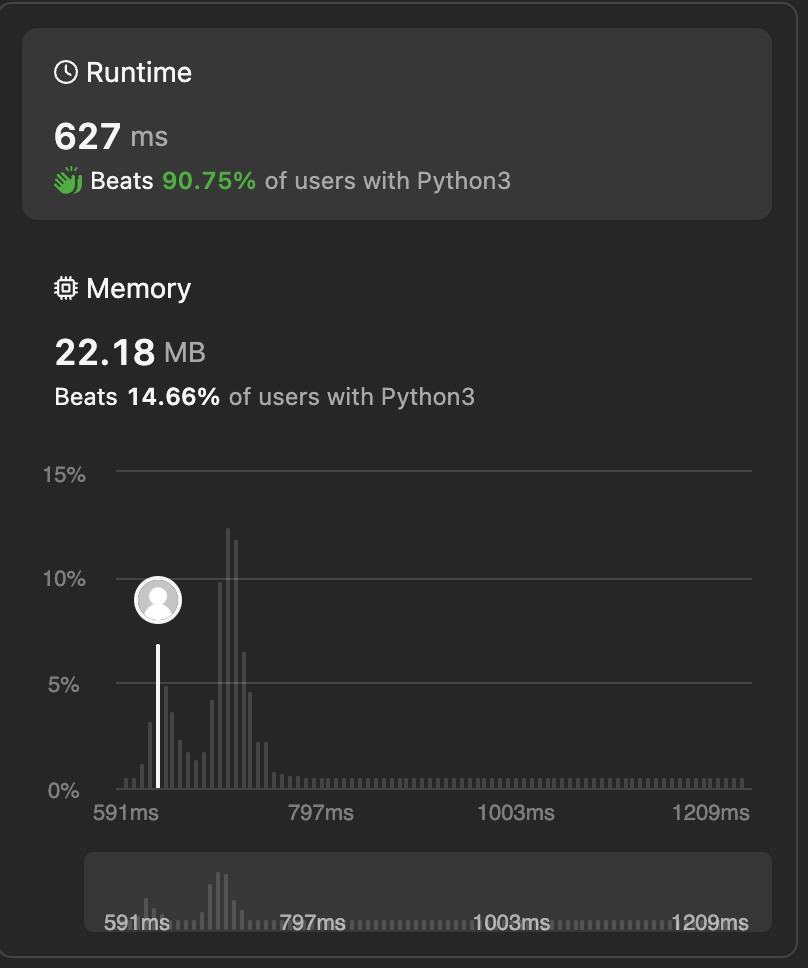 Runtime
627 ms
Beats 90.75% of users with Python3
Memory
22.18 MB
Beats 14.66% of users with Python3
15%
10%
5%
0%
591ms 797ms 1003ms 1209ms
591ms 797ms 1003ms 1209ms